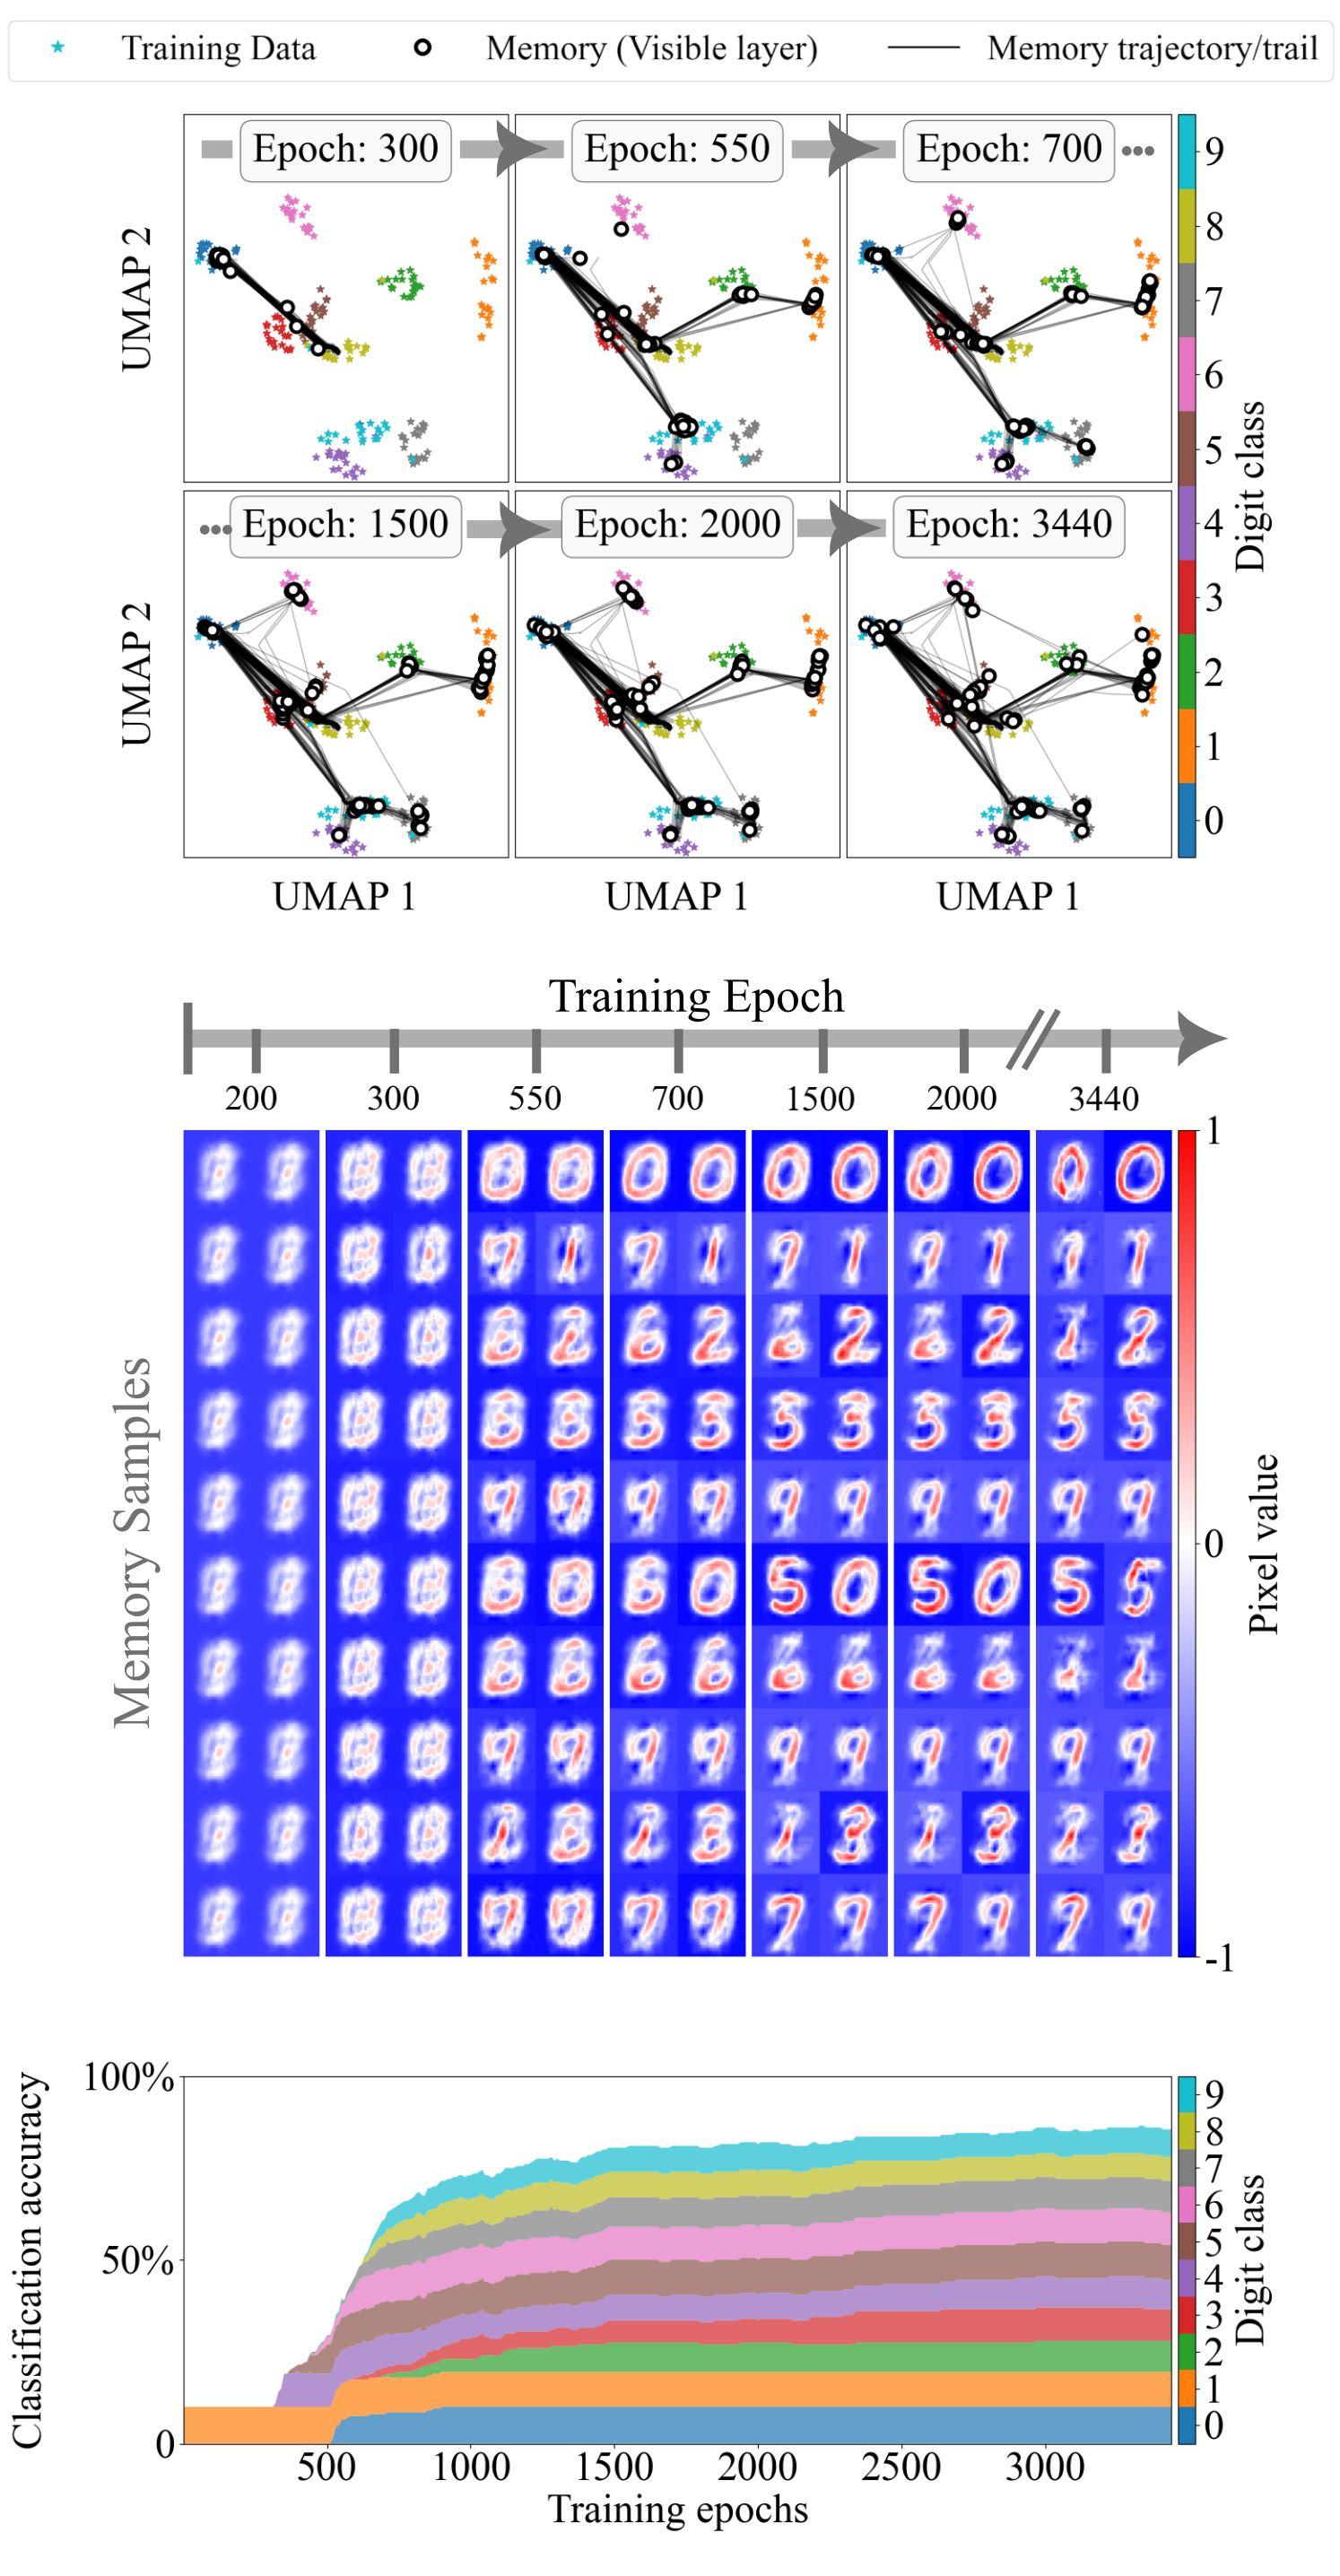 Training Data Memory (Visible layer) Memory trajectory/trail
Epoch: 300 Epoch: 550 Epoch: 700
UMAP 2
Epoch: 1500 Epoch: 2000 Epoch: 3440
UMAP 2
UMAP 1 UMAP 1 UMAP 1
9
8
7
6
5
4
3
2
1
0
Digit class
Training Epoch
200 300 550 700 1500 2000 3440
Memory Samples
1
0
-1
Pixel value
Classification accuracy
100%
50%
0
500 1000 1500 2000 2500 3000
Training epochs
9
8
7
6
5
4
3
2
1
0
Digit class